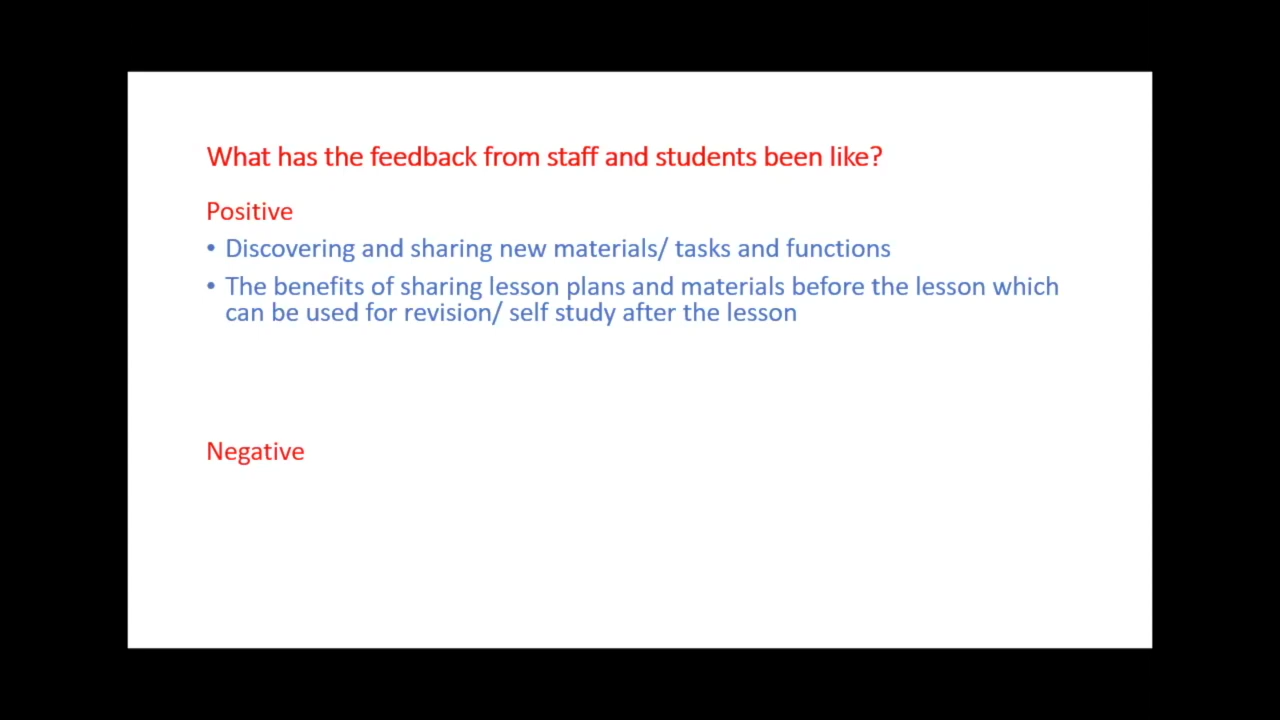 What has the feedback from staff and students been like?
Positive
• Discovering and sharing new materials/ tasks and functions
• The benefits of sharing lesson plans and materials before the lesson which
can be used for revision/ self study after the lesson
Negative